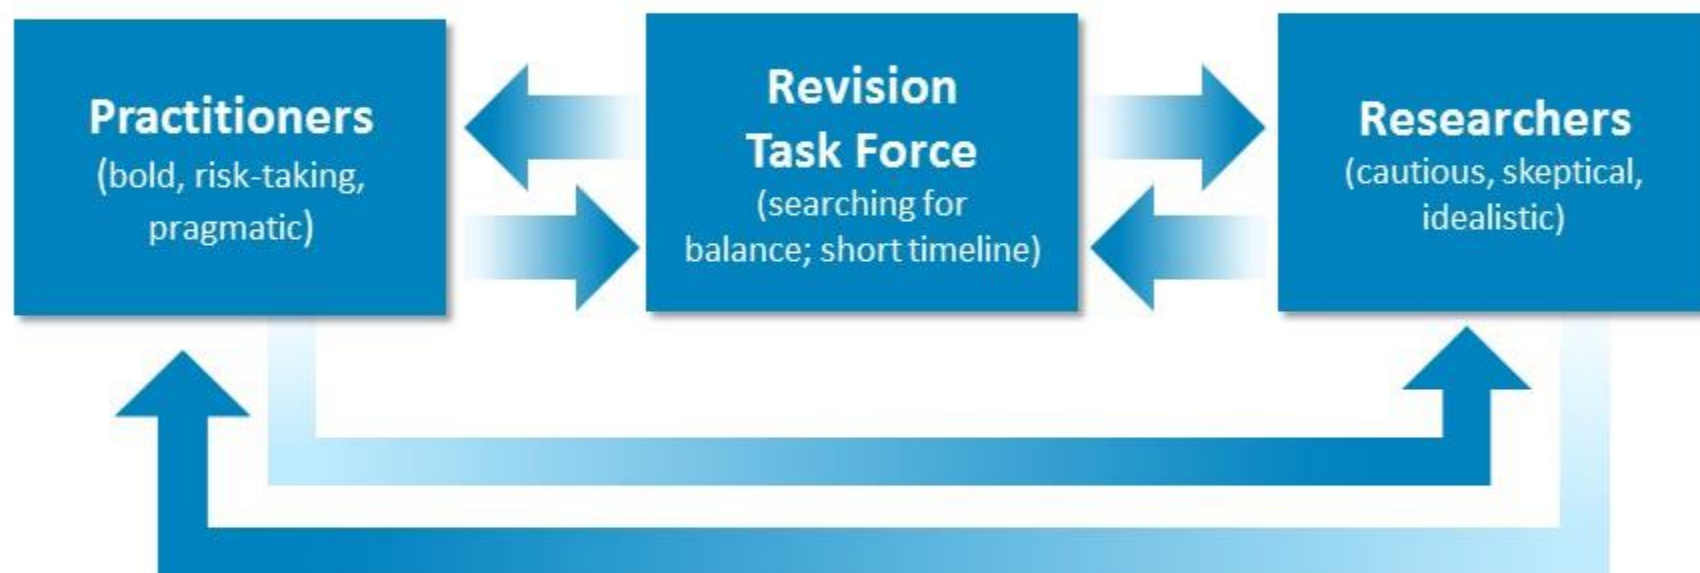 Practitioners
(bold, risk-taking,
pragmatic)
Revision
Task Force
(searching for
balance; short timeline)
Researchers
(cautious, skeptical,
idealistic)